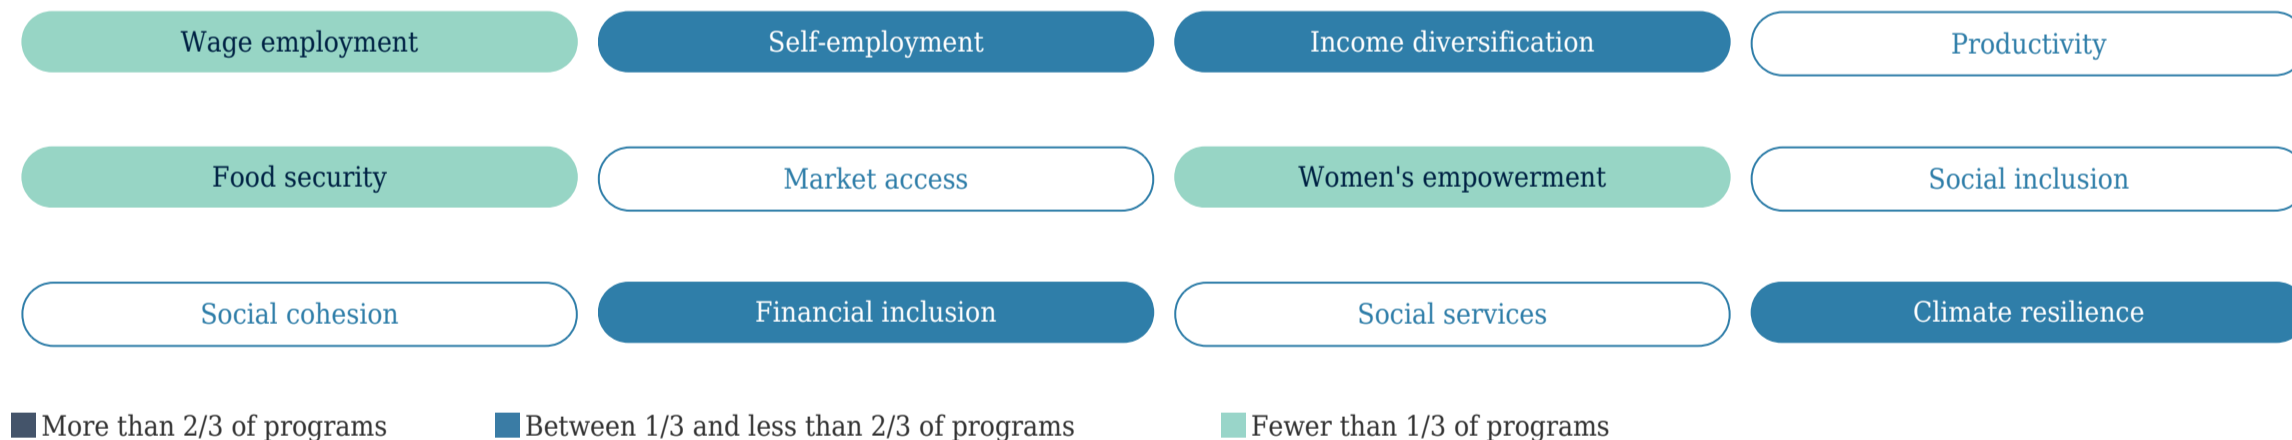 Wage employment Self-employment Income diversification Productivity
Food security Market access Women's empowerment Social inclusion
Social cohesion Financial inclusion Social services Climate resilience
More than 2/3 of programs Between 1/3 and less than 2/3 of programs Fewer than 1/3 of programs